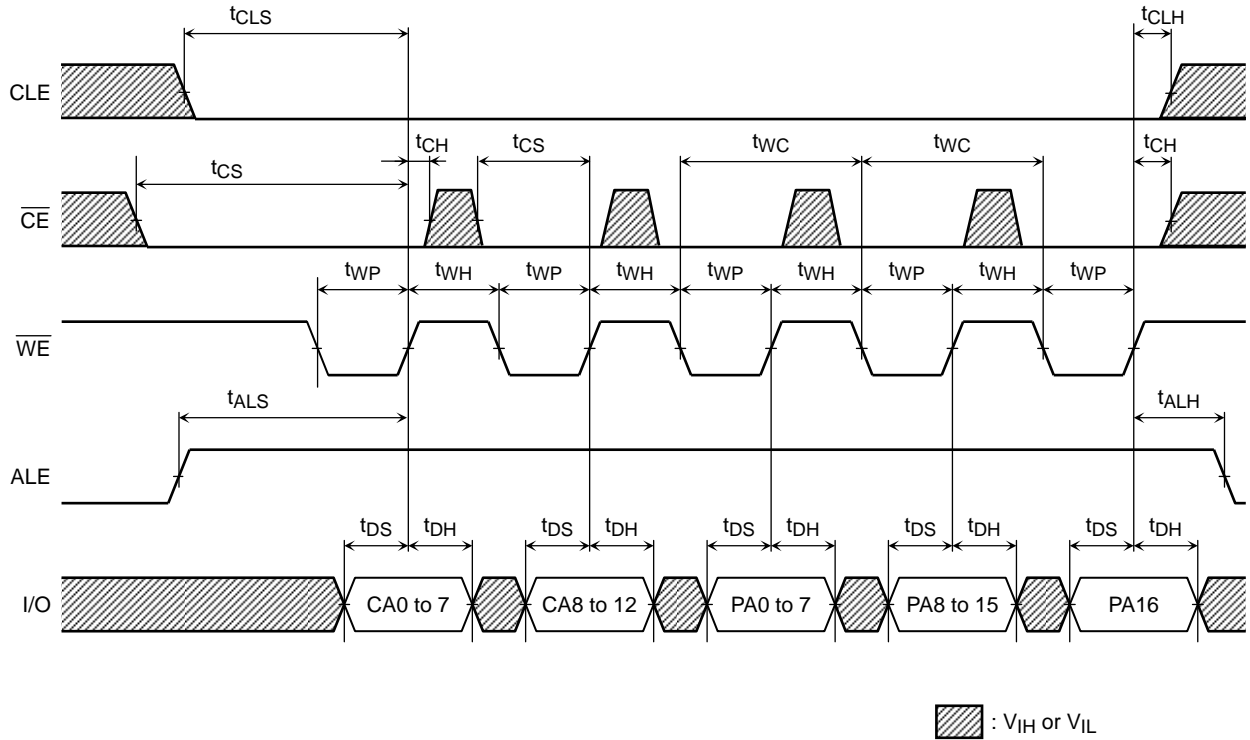 tCLS tCLH
CLE
tCH tCS tWC tWC tCH
tCS
CE
tWP tWH tWP tWH tWP tWH tWP tWH tWP
WE
tALS tALH
ALE
tDS tDH tDS tDH tDS tDH tDS tDH tDS tDH
I/O CA0 to 7 CA8 to 12 PA0 to 7 PA8 to 15 PA16
: VIH or VIL